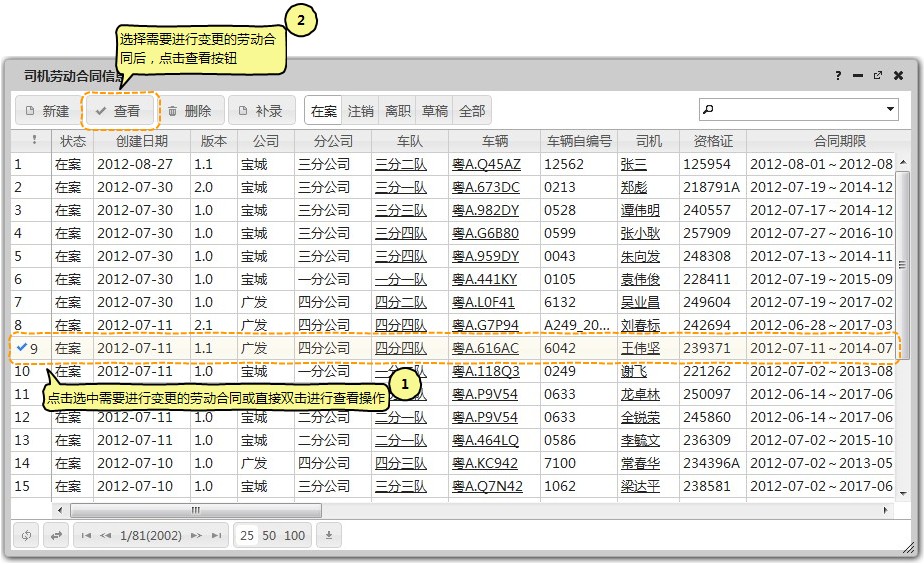 2
选择需要进行变更的劳动合
同后，点击查看按钮
司机劳动合同信息
新建 查看 删除 补录 在案 注销 离职 草稿 全部
! 状态 创建日期 版本 公司 分公司 车队 车辆 车辆自编号 司机 资格证 合同期限
1 在案 2012-08-27 1.1 宝城 三分公司 三分二队 粤A.Q45AZ 12562 张三 125954 2012-08-01～2012-08
2 在案 2012-07-30 2.0 宝城 三分公司 三分一队 粤A.673DC 0213 郑彪 218791A 2012-07-19～2014-12
3 在案 2012-07-30 1.0 宝城 三分公司 三分一队 粤A.982DY 0528 谭伟明 240557 2012-07-17～2014-12
4 在案 2012-07-30 1.0 宝城 三分公司 三分四队 粤A.G6B80 0599 张小耿 257909 2012-07-27～2016-10
5 在案 2012-07-30 1.0 宝城 三分公司 三分四队 粤A.959DY 0043 朱向发 248308 2012-07-13～2014-11
6 在案 2012-07-30 1.0 宝城 一分公司 一分一队 粤A.441KY 0105 袁伟俊 228411 2012-07-19～2015-09
7 在案 2012-07-30 1.0 广发 四分公司 四分二队 粤A.L0F41 6132 吴业昌 249604 2012-07-19～2017-02
8 在案 2012-07-11 2.1 广发 四分公司 四分四队 粤A.G7P94 A249_20... 刘春标 242694 2012-06-28～2017-03
9 在案 2012-07-11 1.1 广发 四分公司 四分四队 粤A.616AC 6042 王伟坚 239371 2012-07-11～2014-07
10 在案 2012-07-11 1.0 宝城 一分公司 粤A.118Q3 0249 谢飞 221262 2012-07-02～2013-08
1
点击选中需要进行变更的劳动合同或直接双击进行查看操作
11 粤A.P9V54 0633 龙卓林 250097 2012-06-14～2017-06
12 在案 2012-07-11 1.0 宝城 二分公司 二分一队 粤A.P9V54 0633 全锐荣 245860 2012-06-14～2017-06
13 在案 2012-07-11 1.0 宝城 二分公司 二分一队 粤A.464LQ 0586 李毓文 236309 2012-07-02～2015-10
14 在案 2012-07-10 1.0 广发 四分公司 四分三队 粤A.KC942 7100 常春华 234396A 2012-07-02～2013-05
15 在案 2012-07-10 1.0 宝城 三分公司 三分三队 粤A.Q7N42 1062 梁达平 238581 2012-07-02～2017-06
1/81(2002) 25 50 100